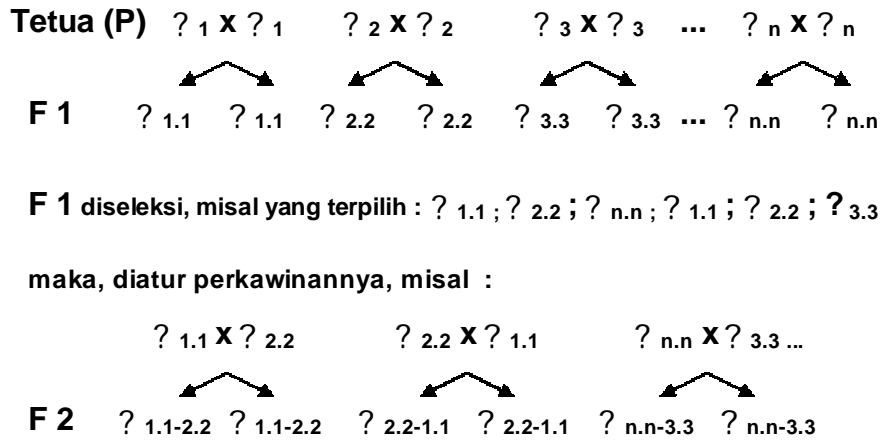 Tetua (P) ? 1 X ? 1 ? 2 X ? 2 ? 3 X ? 3 ... ? n X ? n
F 1 ? 1.1 ? 1.1 ? 2.2 ? 2.2 ? 3.3 ? 3.3 ... ? n.n ? n.n
F 1 diseleksi, misal yang terpilih : ? 1.1 ; ? 2.2 ; ? n.n ; ? 1.1 ; ? 2.2 ; ? 3.3
maka, diatur perkawinannya, misal :
? 1.1 X ? 2.2 ? 2.2 X ? 1.1 ? n.n X ? 3.3 ...
F 2 ? 1.1-2.2 ? 1.1-2.2 ? 2.2-1.1 ? 2.2-1.1 ? n.n-3.3 ? n.n-3.3